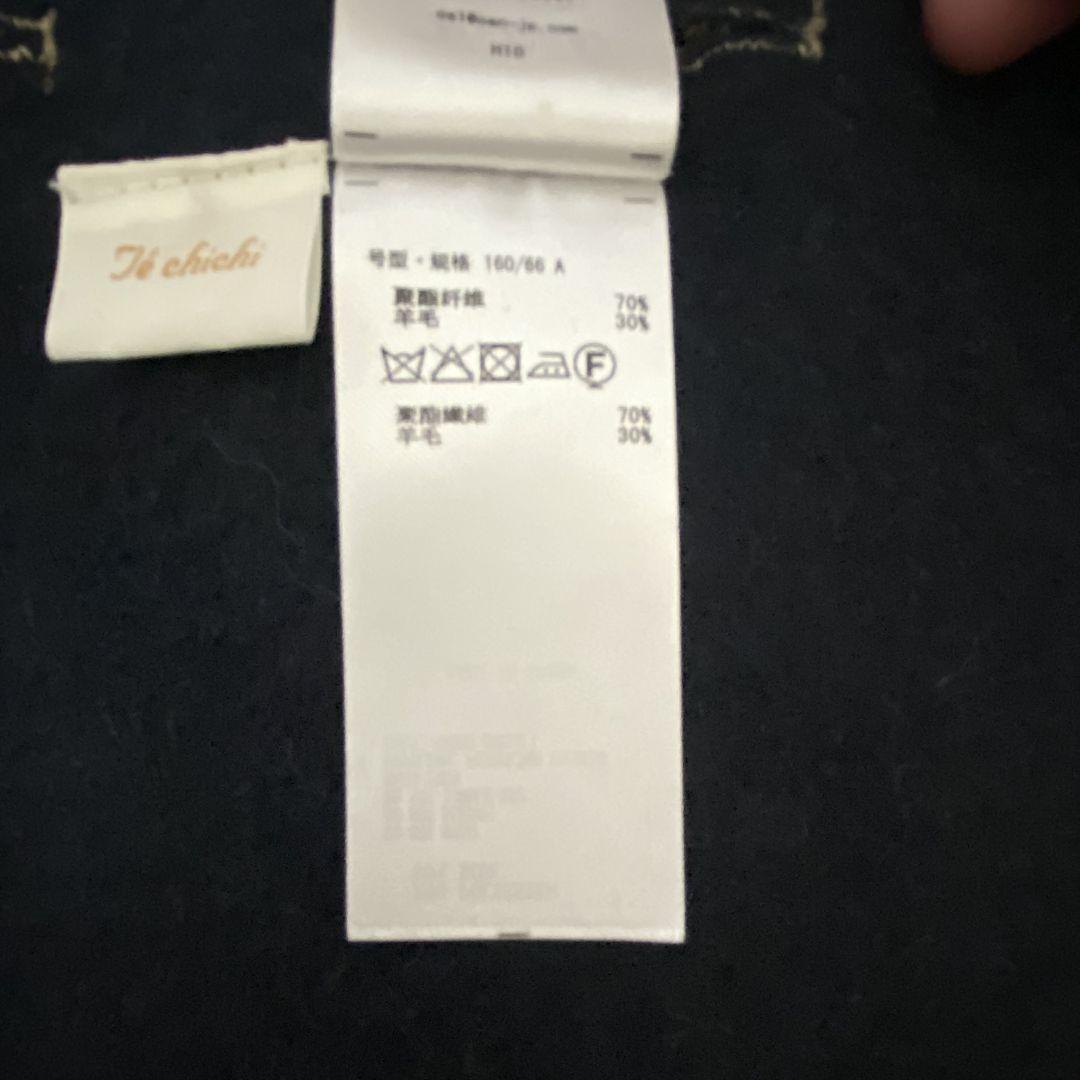 H10
Té chichi
号型・规格 160/66 A
聚酯纤维 70%
羊毛 30%
F
聚酯纖維 70%
羊毛 30%